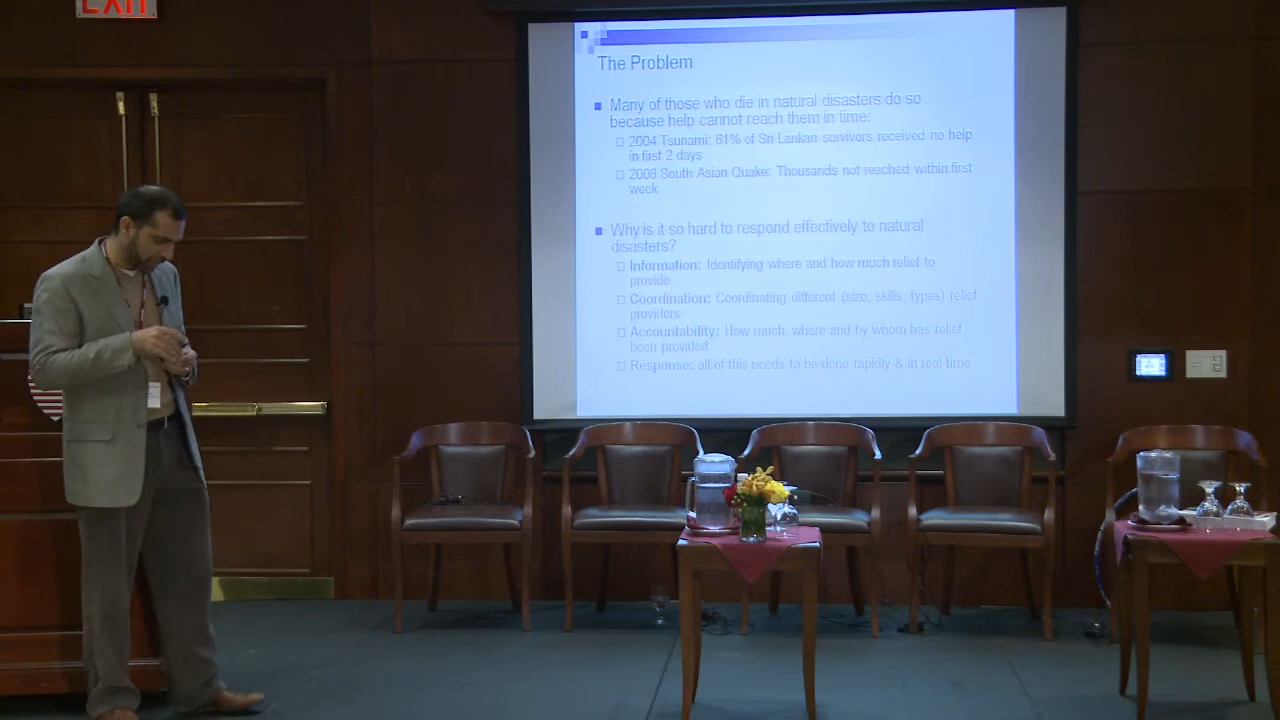 EXIT
The Problem
Many of those who die in natural disasters do so
because help cannot reach them in time:
2004 Tsunami: 61% of Sri Lankan survivors received no help
in first 2 days
2006 South Asian Quake: Thousands not reached within first
week
Why is it so hard to respond effectively to natural
disasters?
Information: Identifying where and how much relief to
provide
Coordination: Coordinating different (size, skills, types) relief
providers
Accountability: How much, where and by whom has relief
been provided
Response: all of this needs to be done rapidly & in real-time